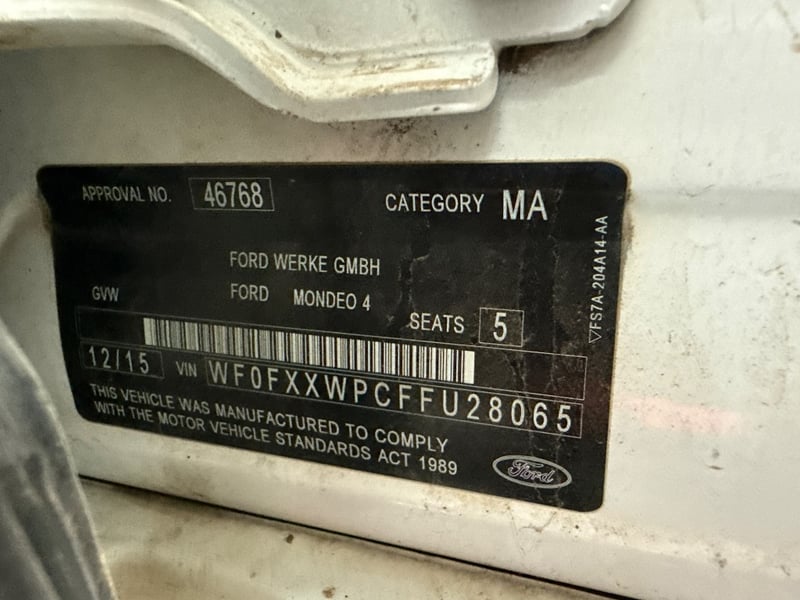 APPROVAL NO. 46768 CATEGORY MA
FORD WERKE GMBH
GVW FORD MONDEO 4
SEATS 5
12/15 VIN WF0FXXWPCFFU28065
THIS VEHICLE WAS MANUFACTURED TO COMPLY
WITH THE MOTOR VEHICLE STANDARDS ACT 1989
Ford
▽FS7A-204A14-AA